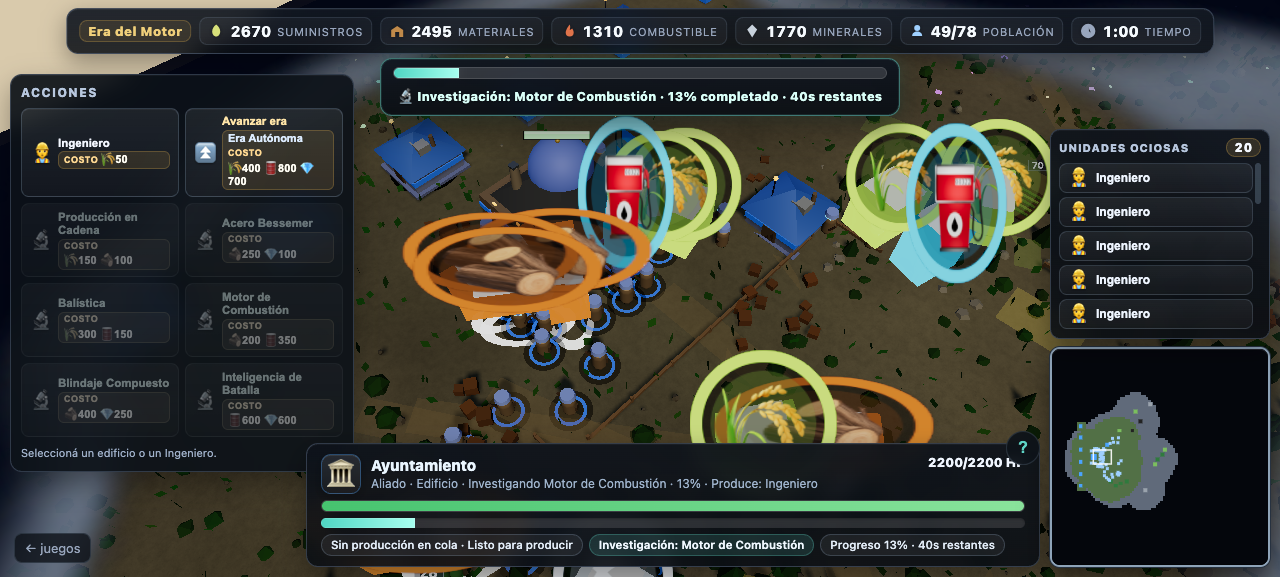 Era del Motor
2670 SUMINISTROS
2495 MATERIALES
1310 COMBUSTIBLE
1770 MINERALES
49/78 POBLACIÓN
1:00 TIEMPO
Investigación: Motor de Combustión · 13% completado · 40s restantes
ACCIONES
Ingeniero
COSTO 50
Avanzar era
Era Autónoma
COSTO
400 800
700
Producción en
Cadena
COSTO
150 100
Acero Bessemer
COSTO
250 100
Balística
COSTO
300 150
Motor de
Combustión
COSTO
200 350
Blindaje Compuesto
COSTO
400 250
Inteligencia de
Batalla
COSTO
600 600
Seleccioná un edificio o un Ingeniero.
70
UNIDADES OCIOSAS 20
Ingeniero
Ingeniero
Ingeniero
Ingeniero
Ingeniero
?
Ayuntamiento
2200/2200
Aliado · Edificio · Investigando Motor de Combustión · 13% · Produce: Ingeniero
Sin producción en cola · Listo para producir
Investigación: Motor de Combustión
Progreso 13% · 40s restantes
← juegos